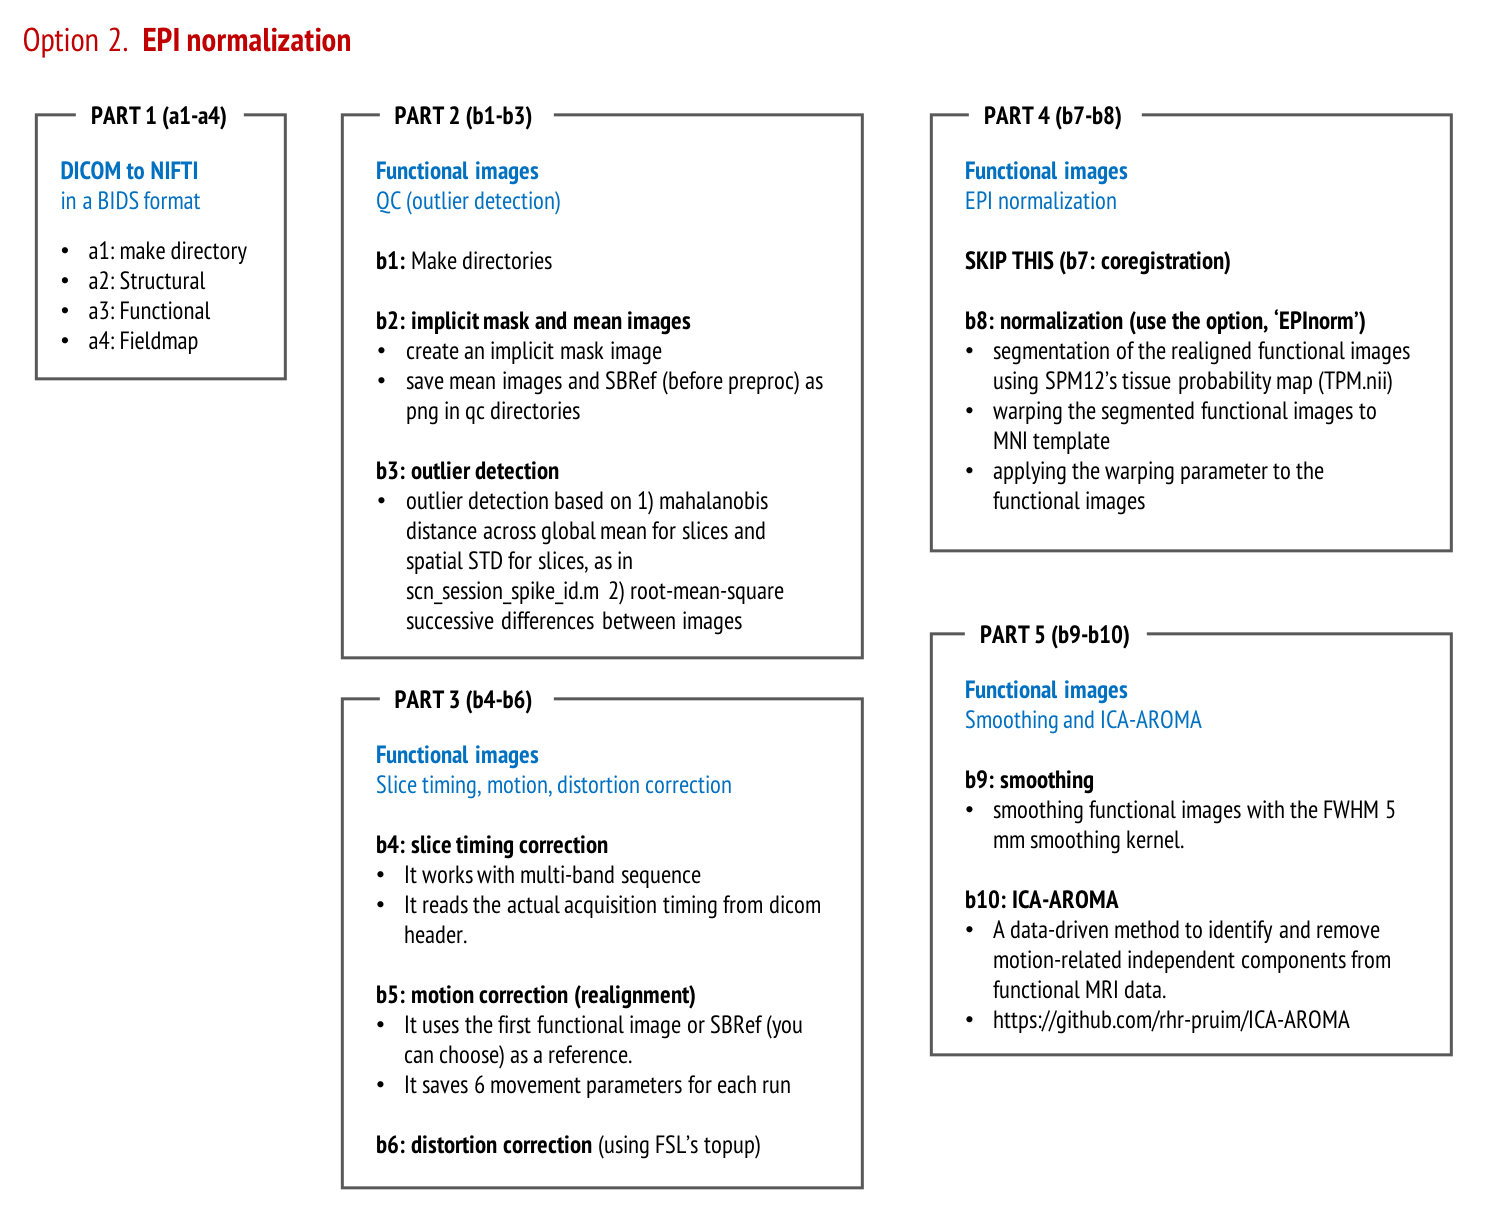 Option 2. EPI normalization
PART 1 (a1-a4)
DICOM to NIFTI
in a BIDS format
• a1: make directory
• a2: Structural
• a3: Functional
• a4: Fieldmap
PART 2 (b1-b3)
Functional images
QC (outlier detection)
b1: Make directories
b2: implicit mask and mean images
• create an implicit mask image
• save mean images and SBRef (before preproc) as
png in qc directories
b3: outlier detection
• outlier detection based on 1) mahalanobis
distance across global mean for slices and
spatial STD for slices, as in
scn_session_spike_id.m 2) root-mean-square
successive differences between images
PART 3 (b4-b6)
Functional images
Slice timing, motion, distortion correction
b4: slice timing correction
• It works with multi-band sequence
• It reads the actual acquisition timing from dicom
header.
b5: motion correction (realignment)
• It uses the first functional image or SBRef (you
can choose) as a reference.
• It saves 6 movement parameters for each run
b6: distortion correction (using FSL's topup)
PART 4 (b7-b8)
Functional images
EPI normalization
SKIP THIS (b7: coregistration)
b8: normalization (use the option, ‘EPInorm’)
• segmentation of the realigned functional images
using SPM12's tissue probability map (TPM.nii)
• warping the segmented functional images to
MNI template
• applying the warping parameter to the
functional images
PART 5 (b9-b10)
Functional images
Smoothing and ICA-AROMA
b9: smoothing
• smoothing functional images with the FWHM 5
mm smoothing kernel.
b10: ICA-AROMA
• A data-driven method to identify and remove
motion-related independent components from
functional MRI data.
• https://github.com/rhr-pruim/ICA-AROMA